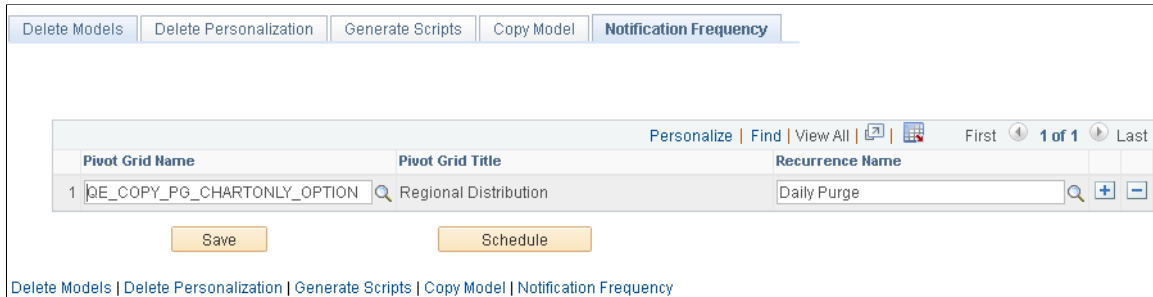 Delete Models Delete Personalization Generate Scripts Copy Model Notification Frequency
Personalize | Find | View All | | First 1 of 1 Last
Pivot Grid Name Pivot Grid Title Recurrence Name
1 QE_COPY_PG_CHARTONLY_OPTION Regional Distribution Daily Purge
Save Schedule
Delete Models | Delete Personalization | Generate Scripts | Copy Model | Notification Frequency